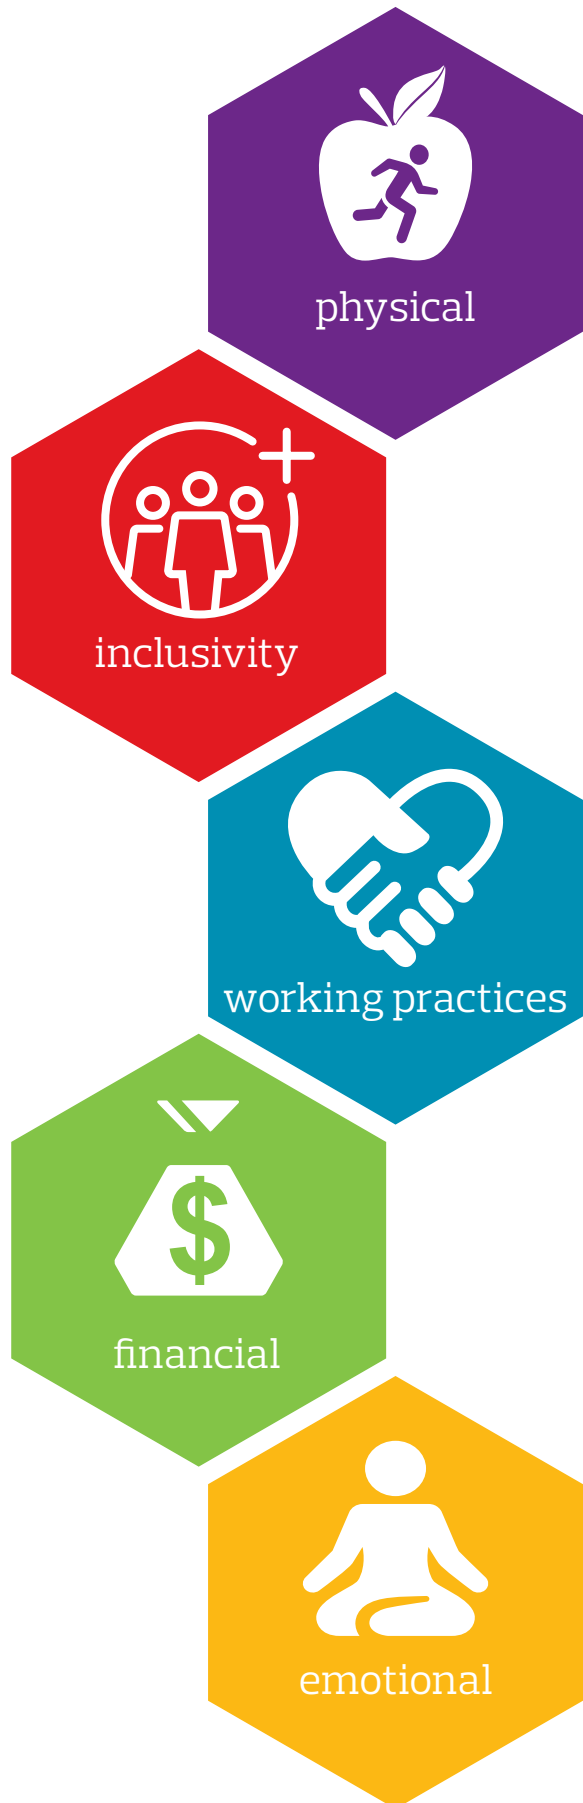 physical
inclusivity
working practices
$
financial
emotional